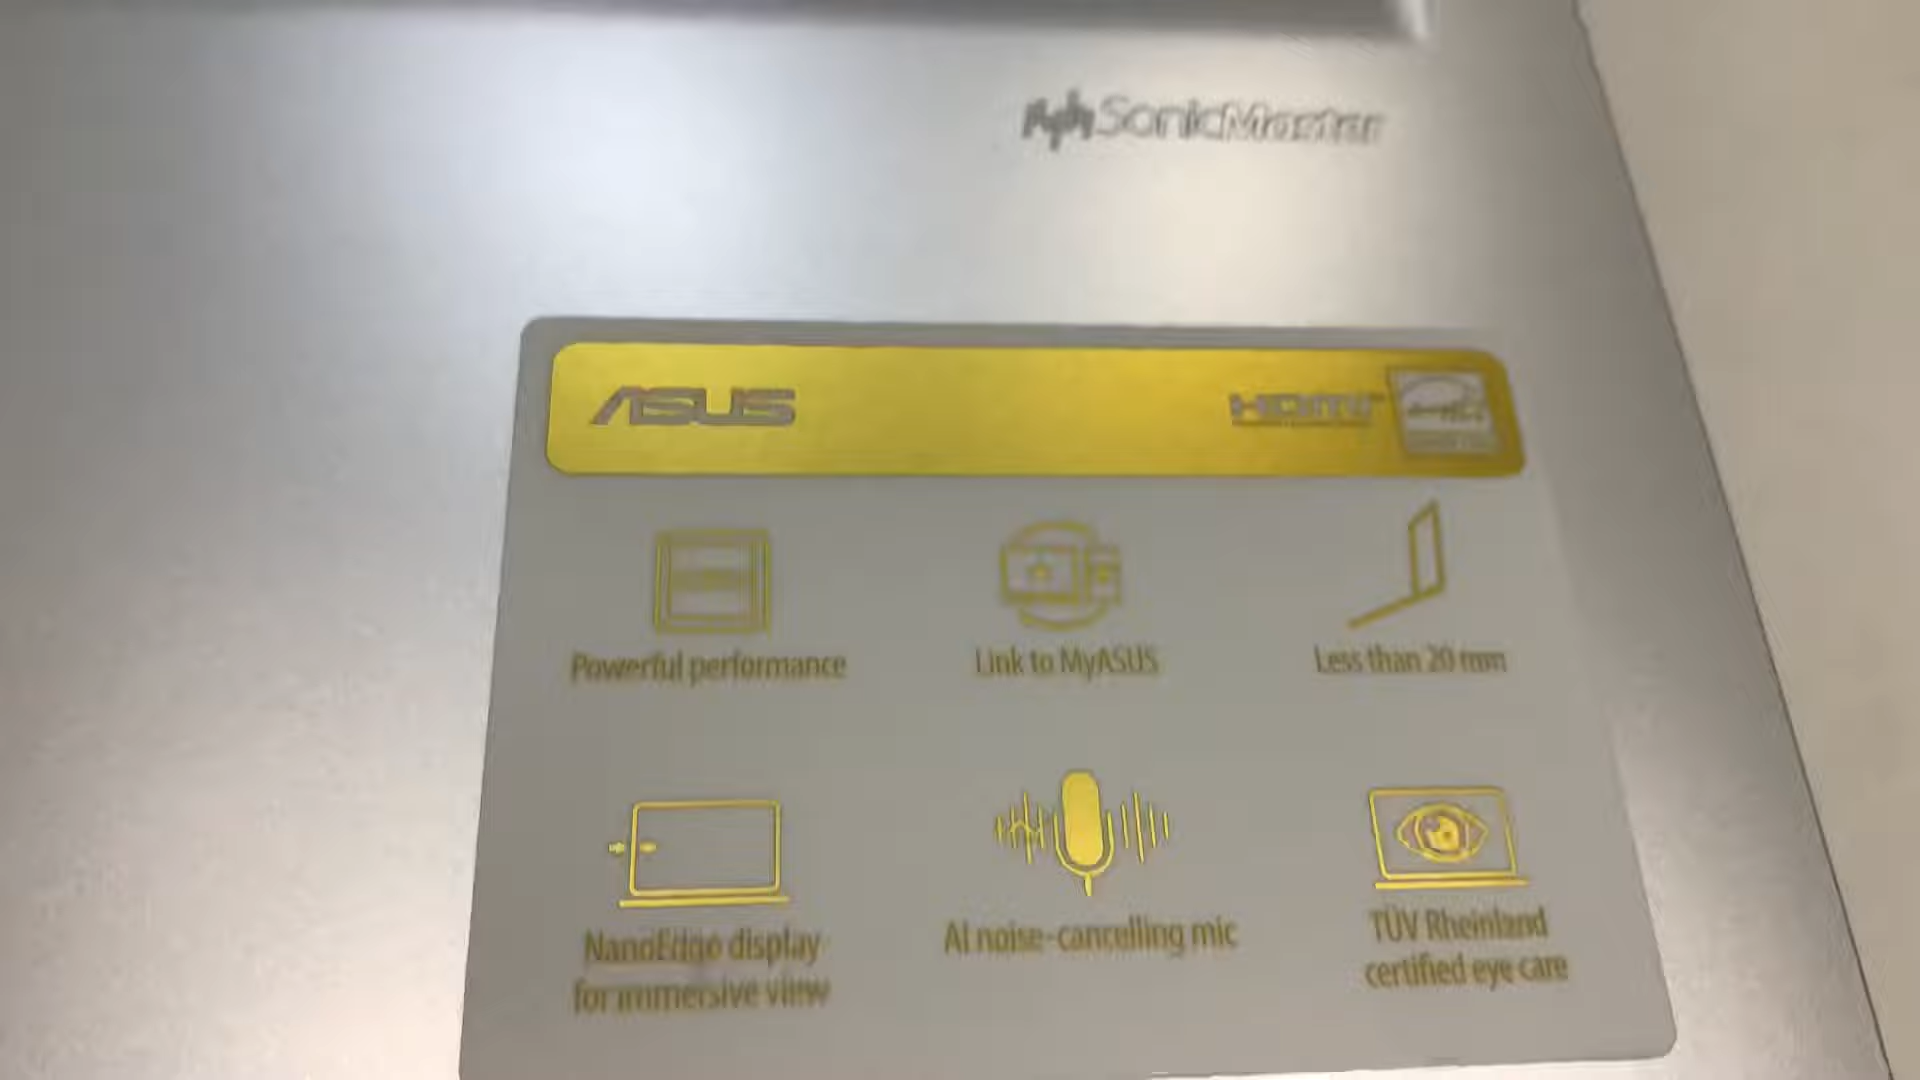 SonicMaster
ASUS
HDMI
Powerful performance
Link to MyASUS
Less than 20 mm
NanoEdge display
for immersive view
AI noise-cancelling mic
TÜV Rheinland
certified eye care